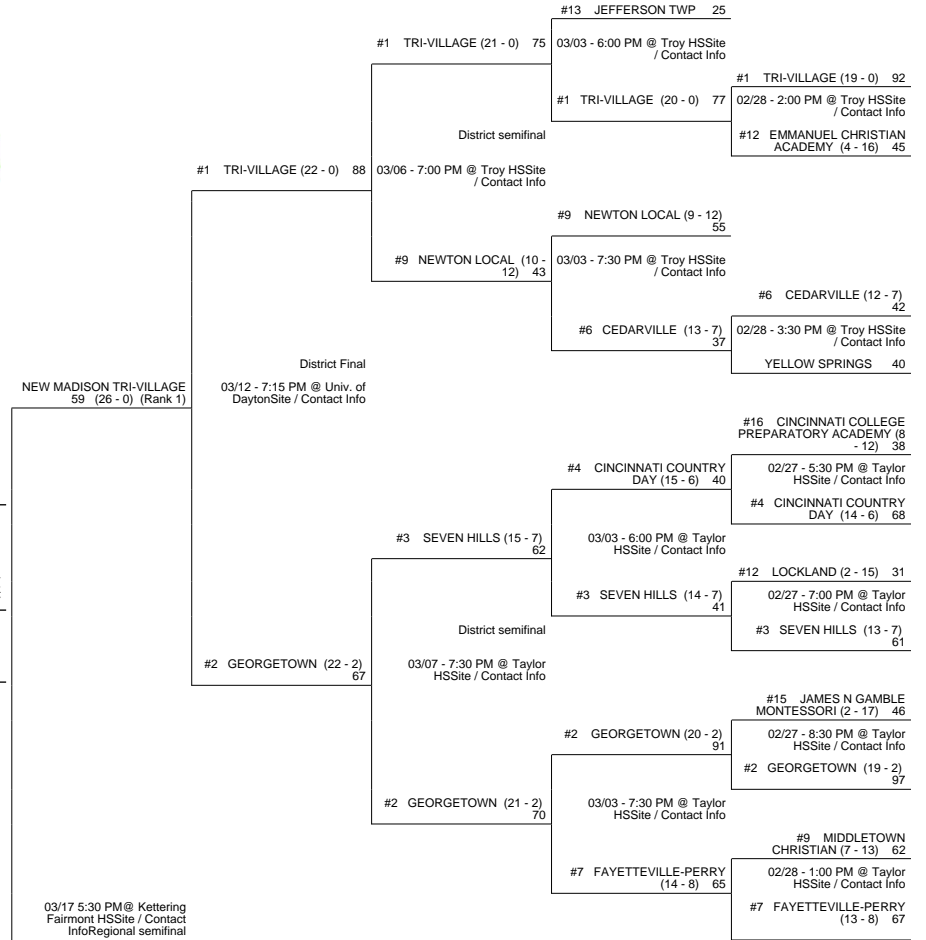 #13 JEFFERSON TWP 25
#1 TRI-VILLAGE (21 - 0) 75
03/03 - 6:00 PM @ Troy HSSite
/ Contact Info
#1 TRI-VILLAGE (19 - 0) 92
#1 TRI-VILLAGE (20 - 0) 77
02/28 - 2:00 PM @ Troy HSSite
/ Contact Info
District semifinal
#12 EMMANUEL CHRISTIAN
ACADEMY (4 - 16) 45
#1 TRI-VILLAGE (22 - 0) 88
03/06 - 7:00 PM @ Troy HSSite
/ Contact Info
#9 NEWTON LOCAL (9 - 12)
55
#9 NEWTON LOCAL (10 -
12) 43
03/03 - 7:30 PM @ Troy HSSite
/ Contact Info
#6 CEDARVILLE (12 - 7)
42
#6 CEDARVILLE (13 - 7)
37
02/28 - 3:30 PM @ Troy HSSite
/ Contact Info
District Final
YELLOW SPRINGS 40
NEW MADISON TRI-VILLAGE
59 (26 - 0) (Rank 1)
03/12 - 7:15 PM @ Univ. of
DaytonSite / Contact Info
#16 CINCINNATI COLLEGE
PREPARATORY ACADEMY (8
- 12) 38
#4 CINCINNATI COUNTRY
DAY (15 - 6) 40
02/27 - 5:30 PM @ Taylor
HSSite / Contact Info
#4 CINCINNATI COUNTRY
DAY (14 - 6) 68
#3 SEVEN HILLS (15 - 7)
62
03/03 - 6:00 PM @ Taylor
HSSite / Contact Info
#12 LOCKLAND (2 - 15) 31
#3 SEVEN HILLS (14 - 7)
41
02/27 - 7:00 PM @ Taylor
HSSite / Contact Info
District semifinal
#3 SEVEN HILLS (13 - 7)
61
#2 GEORGETOWN (22 - 2)
67
03/07 - 7:30 PM @ Taylor
HSSite / Contact Info
#15 JAMES N GAMBLE
MONTESSORI (2 - 17) 46
#2 GEORGETOWN (20 - 2)
91
02/27 - 8:30 PM @ Taylor
HSSite / Contact Info
#2 GEORGETOWN (19 - 2)
97
#2 GEORGETOWN (21 - 2)
70
03/03 - 7:30 PM @ Taylor
HSSite / Contact Info
#9 MIDDLETOWN
CHRISTIAN (7 - 13) 62
#7 FAYETTEVILLE-PERRY
(14 - 8) 65
02/28 - 1:00 PM @ Taylor
HSSite / Contact Info
#7 FAYETTEVILLE-PERRY
(13 - 8) 67
03/17 5:30 PM@ Kettering
Fairmont HSSite / Contact
InfoRegional semifinal